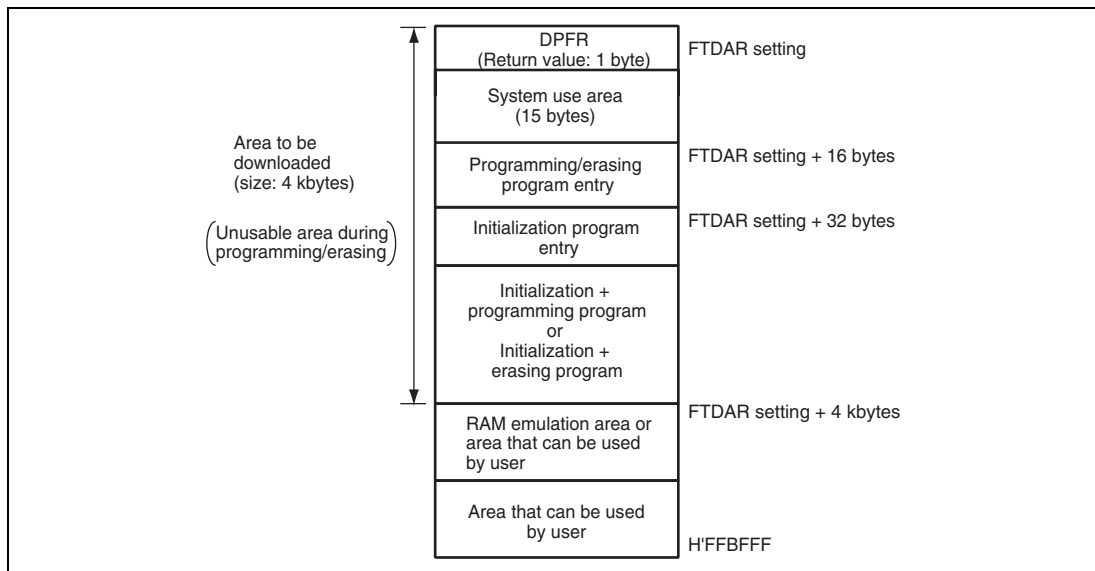 DPFR
(Return value: 1 byte)
FTDAR setting
System use area
(15 bytes)
Area to be
downloaded
(size: 4 kbytes)
(Unusable area during
programming/erasing)
FTDAR setting + 16 bytes
Programming/erasing
program entry
FTDAR setting + 32 bytes
Initialization program
entry
Initialization +
programming program
or
Initialization +
erasing program
FTDAR setting + 4 kbytes
RAM emulation area or
area that can be used
by user
Area that can be used
by user
H'FFBFFF